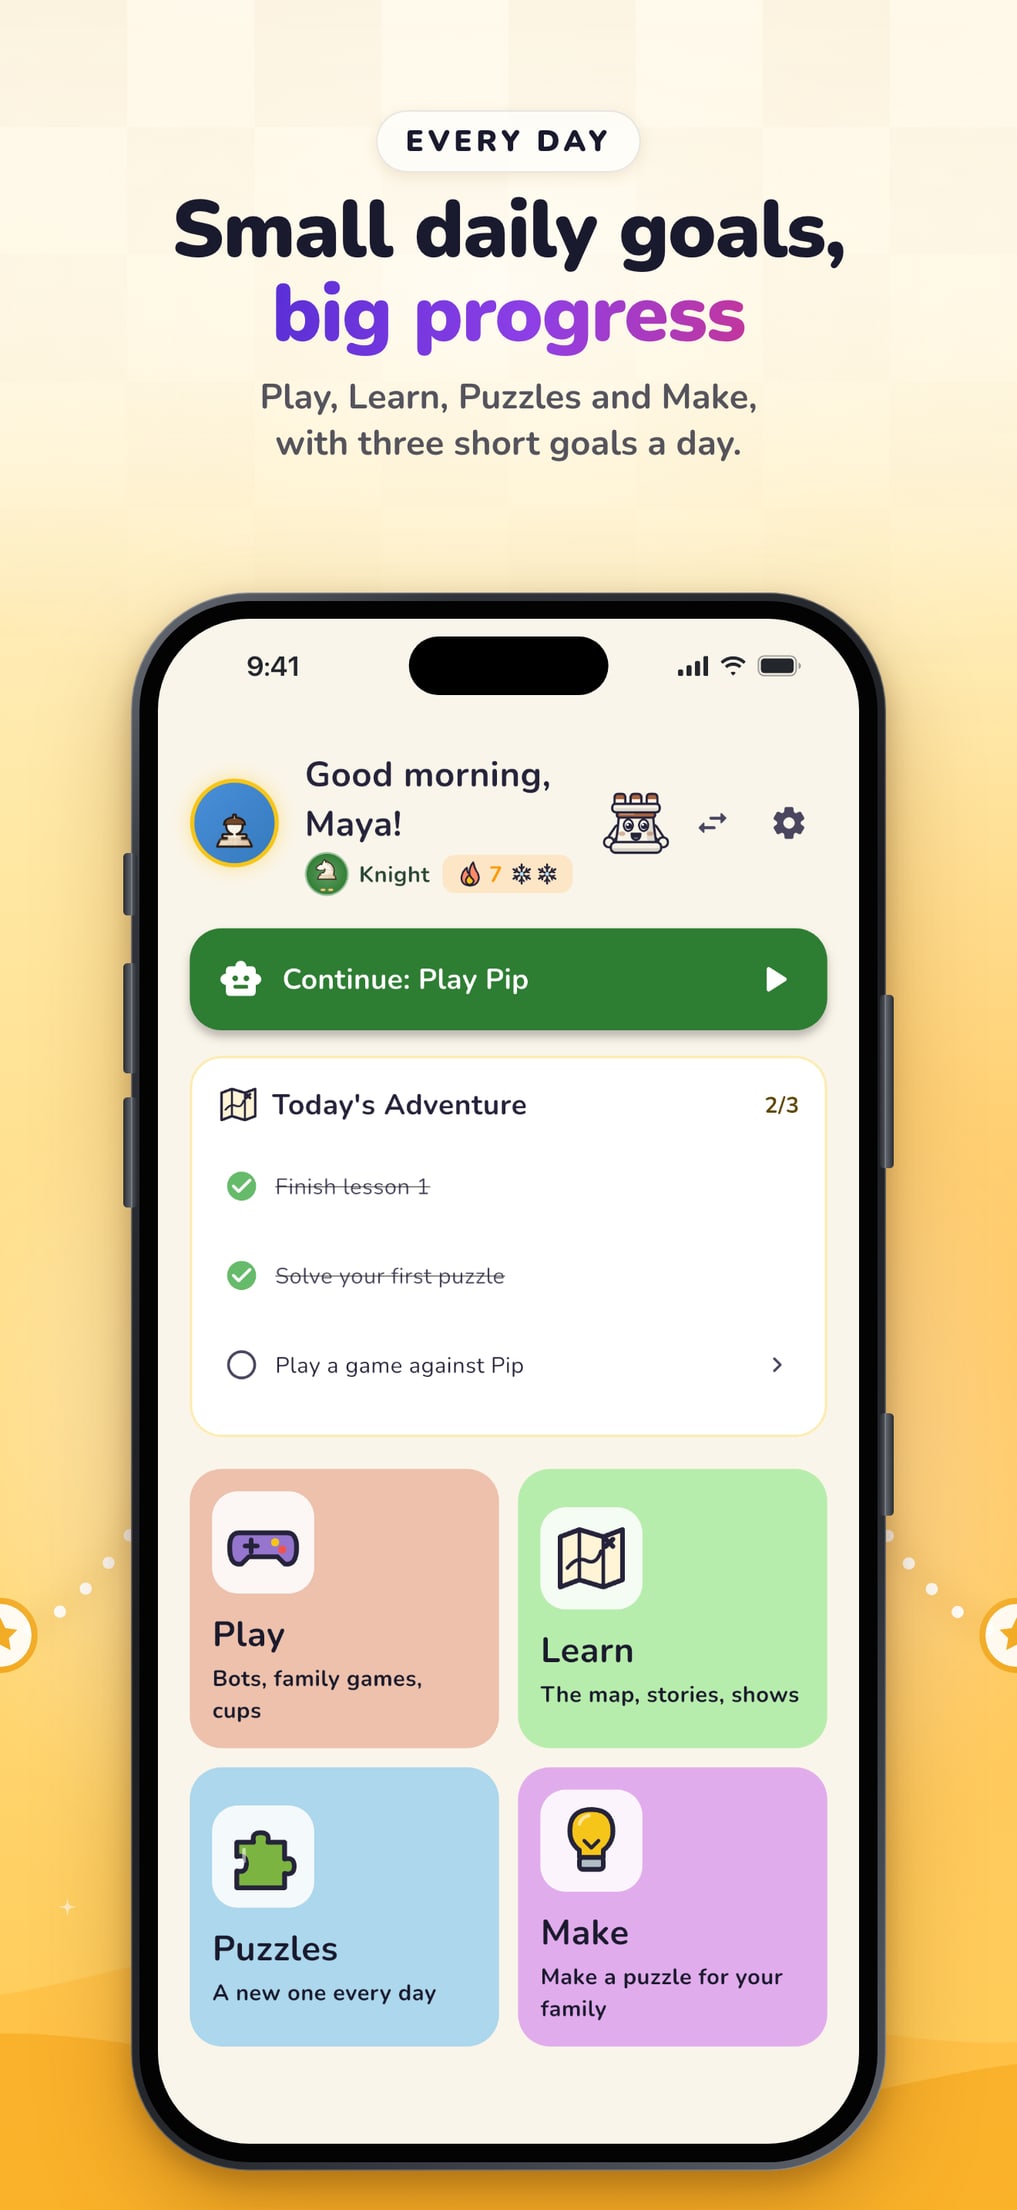 EVERY DAY
Small daily goals,
big progress
Play, Learn, Puzzles and Make,
with three short goals a day.
9:41
Good morning,
Maya!
Knight
7
Continue: Play Pip
Today's Adventure
2/3
Finish lesson 1
Solve your first puzzle
Play a game against Pip
Play
Bots, family games,
cups
Learn
The map, stories, shows
Puzzles
A new one every day
Make
Make a puzzle for your
family